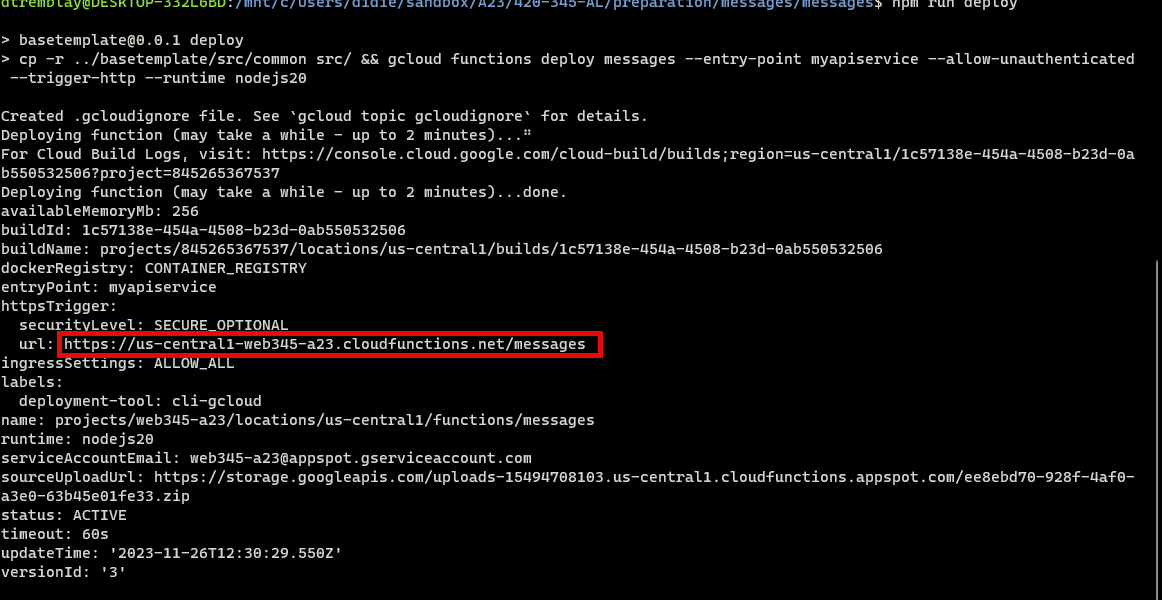 dtremblay@DESKTOP-332L6BD:/mnt/c/Users/didie/sandbox/A23/420-345-AL/preparation/messages/messages$ npm run deploy
> basetemplate@0.0.1 deploy
> cp -r ../basetemplate/src/common src/ && gcloud functions deploy messages --entry-point myapiservice --allow-unauthenticated
--trigger-http --runtime nodejs20
Created .gcloudignore file. See `gcloud topic gcloudignore` for details.
Deploying function (may take a while - up to 2 minutes)...⠛
For Cloud Build Logs, visit: https://console.cloud.google.com/cloud-build/builds;region=us-central1/1c57138e-454a-4508-b23d-0a
b550532506?project=845265367537
Deploying function (may take a while - up to 2 minutes)...done.
availableMemoryMb: 256
buildId: 1c57138e-454a-4508-b23d-0ab550532506
buildName: projects/845265367537/locations/us-central1/builds/1c57138e-454a-4508-b23d-0ab550532506
dockerRegistry: CONTAINER_REGISTRY
entryPoint: myapiservice
httpsTrigger:
  securityLevel: SECURE_OPTIONAL
  url: https://us-central1-web345-a23.cloudfunctions.net/messages
ingressSettings: ALLOW_ALL
labels:
  deployment-tool: cli-gcloud
name: projects/web345-a23/locations/us-central1/functions/messages
runtime: nodejs20
serviceAccountEmail: web345-a23@appspot.gserviceaccount.com
sourceUploadUrl: https://storage.googleapis.com/uploads-15494708103.us-central1.cloudfunctions.appspot.com/ee8ebd70-928f-4af0-
a3e0-63b45e01fe33.zip
status: ACTIVE
timeout: 60s
updateTime: '2023-11-26T12:30:29.550Z'
versionId: '3'